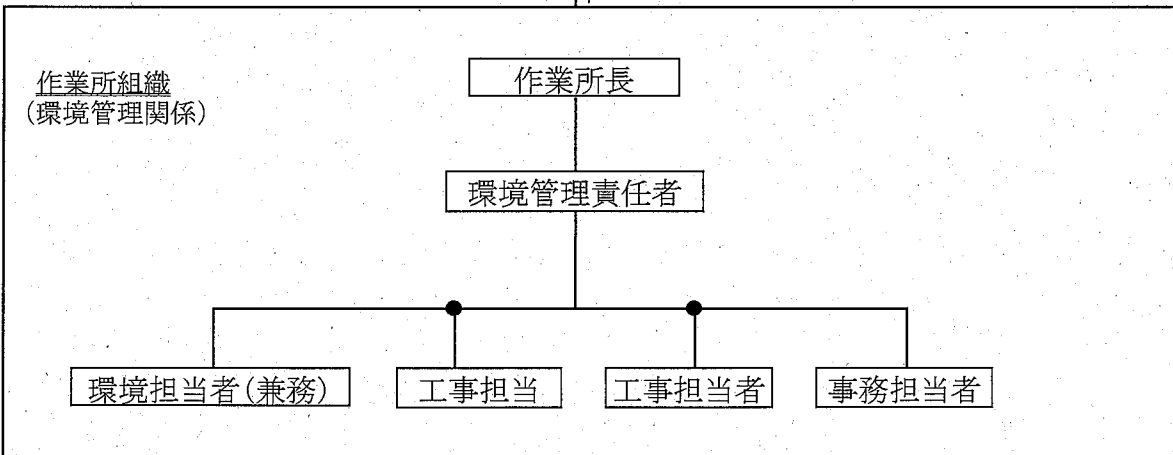 作業所組織
(環境管理関係)
作業所長
環境管理責任者
環境担当者(兼務)
工事担当
工事担当者
事務担当者